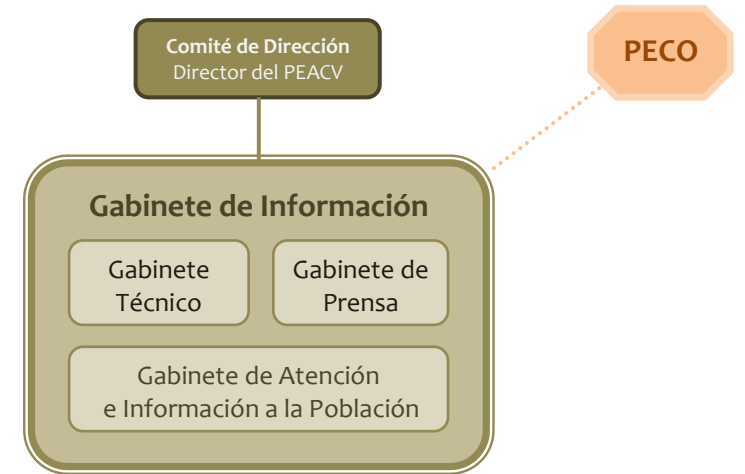 Comité de Dirección
Director del PEACV
PECO
Gabinete de Información
Gabinete
Técnico
Gabinete de
Prensa
Gabinete de Atención
e Información a la Población